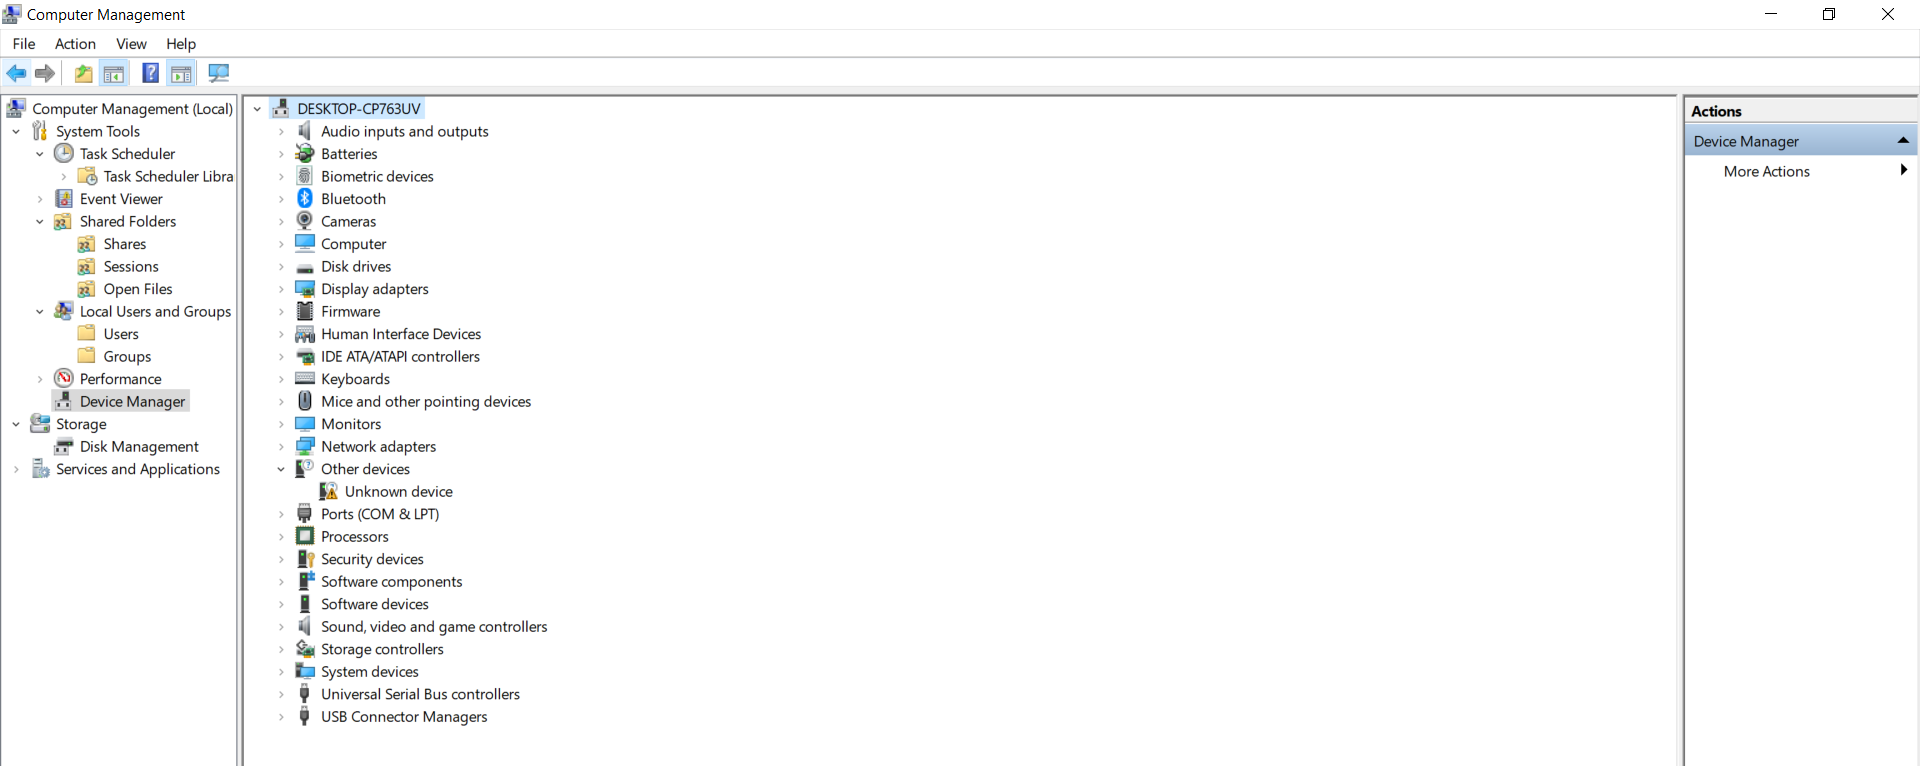 Computer Management
File Action View Help
Computer Management (Local)
System Tools
Task Scheduler
Task Scheduler Libra
Event Viewer
Shared Folders
Shares
Sessions
Open Files
Local Users and Groups
Users
Groups
Performance
Device Manager
Storage
Disk Management
Services and Applications
DESKTOP-CP763UV
Audio inputs and outputs
Batteries
Biometric devices
Bluetooth
Cameras
Computer
Disk drives
Display adapters
Firmware
Human Interface Devices
IDE ATA/ATAPI controllers
Keyboards
Mice and other pointing devices
Monitors
Network adapters
Other devices
Unknown device
Ports (COM & LPT)
Processors
Security devices
Software components
Software devices
Sound, video and game controllers
Storage controllers
System devices
Universal Serial Bus controllers
USB Connector Managers
Actions
Device Manager
More Actions